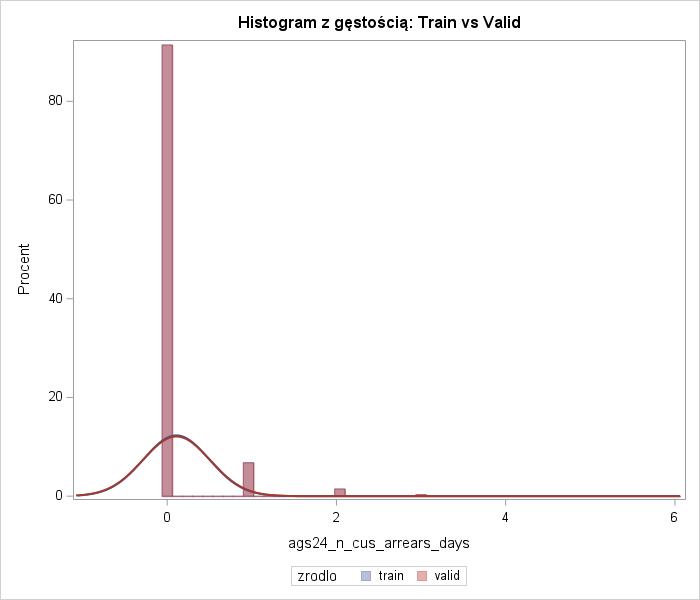 Histogram z gęstością: Train vs Valid
Procent
80
60
40
20
0
0 2 4 6
ags24_n_cus_arrears_days
zrodlo train valid